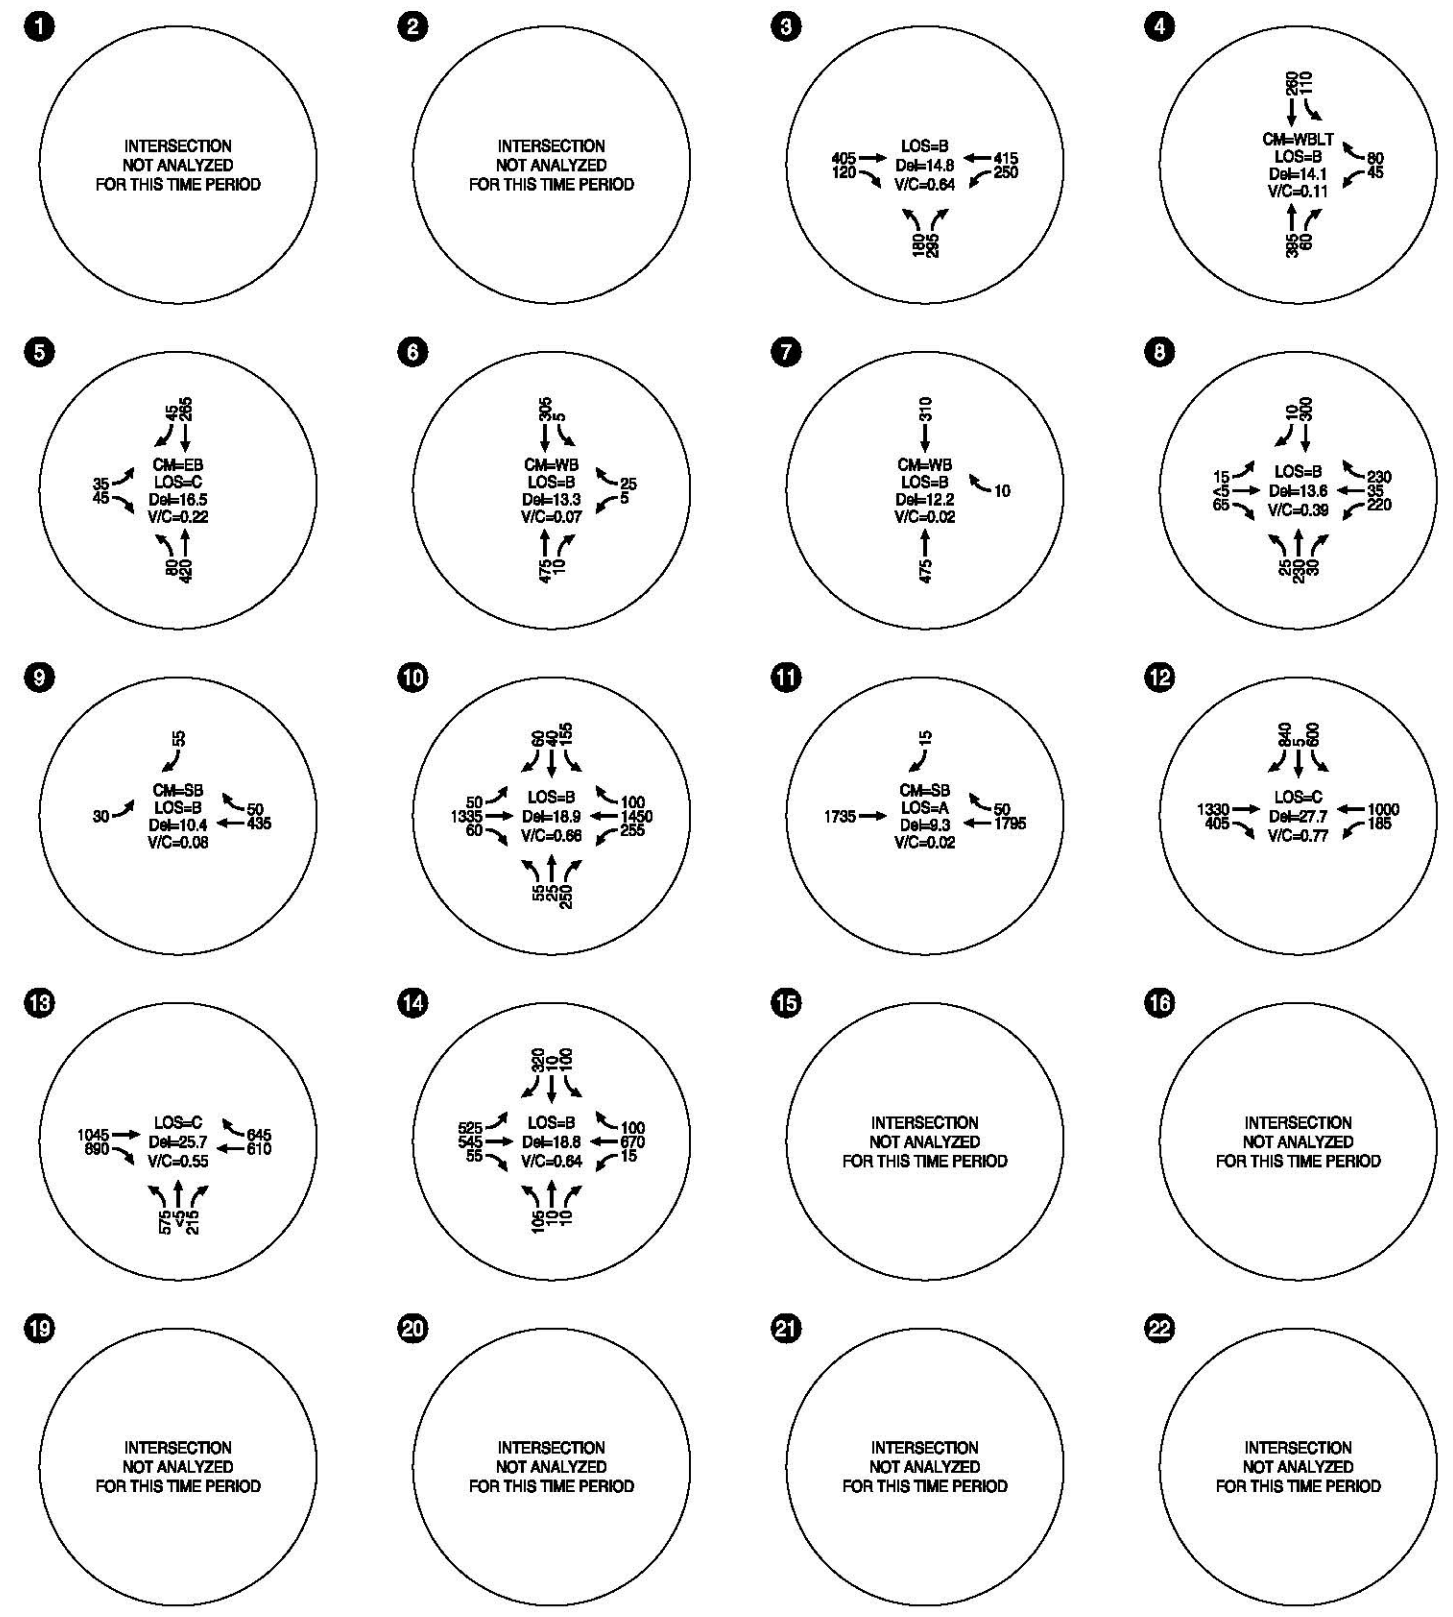 1
INTERSECTION
NOT ANALYZED
FOR THIS TIME PERIOD
2
INTERSECTION
NOT ANALYZED
FOR THIS TIME PERIOD
3
LOS=B
405
Del=14.8
415
120
V/C=0.64
250
180
295
4
260
110
CM=WBLT
LOS=B
80
Del=14.1
45
V/C=0.11
395
60
5
45
265
CM=EB
LOS=C
35
45
Del=16.5
V/C=0.22
80
420
6
305
5
CM=WB
LOS=B
25
Del=13.3
5
V/C=0.07
475
10
7
310
CM=WB
LOS=B
10
Del=12.2
V/C=0.02
475
8
10
300
15
LOS=B
230
<5
Del=13.6
35
65
V/C=0.39
220
25
230
30
9
55
CM=SB
LOS=B
50
30
Del=10.4
435
V/C=0.08
10
60
40
155
50
LOS=B
100
1335
Del=18.9
1450
60
V/C=0.66
255
55
25
250
11
15
CM=SB
LOS=A
50
1735
Del=9.3
1795
V/C=0.02
12
840
5
600
LOS=C
1330
Del=27.7
1000
405
V/C=0.77
185
13
LOS=C
1045
Del=25.7
645
890
V/C=0.55
610
575
<5
215
14
320
10
100
525
LOS=B
100
545
Del=18.8
670
55
V/C=0.64
15
105
10
10
15
INTERSECTION
NOT ANALYZED
FOR THIS TIME PERIOD
16
INTERSECTION
NOT ANALYZED
FOR THIS TIME PERIOD
19
INTERSECTION
NOT ANALYZED
FOR THIS TIME PERIOD
20
INTERSECTION
NOT ANALYZED
FOR THIS TIME PERIOD
21
INTERSECTION
NOT ANALYZED
FOR THIS TIME PERIOD
22
INTERSECTION
NOT ANALYZED
FOR THIS TIME PERIOD